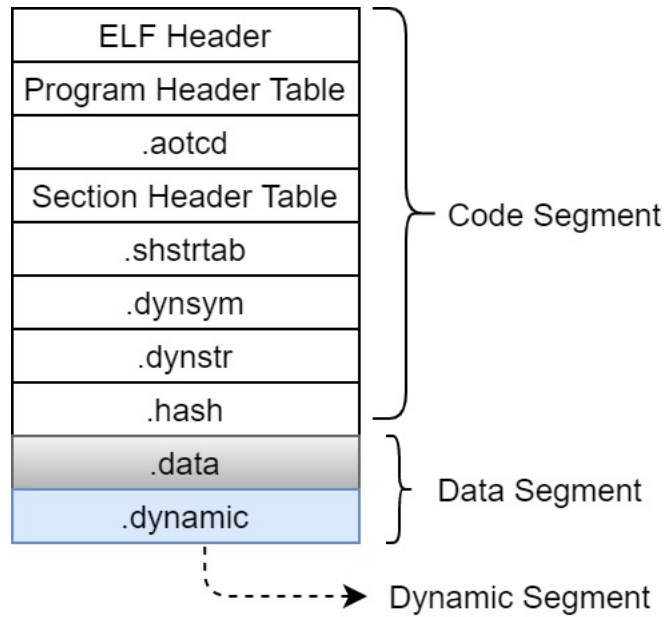 ELF Header
Program Header Table
.aotcd
Section Header Table
.shstrtab
.dynsym
.dynstr
.hash
.data
.dynamic
Code Segment
Data Segment
Dynamic Segment